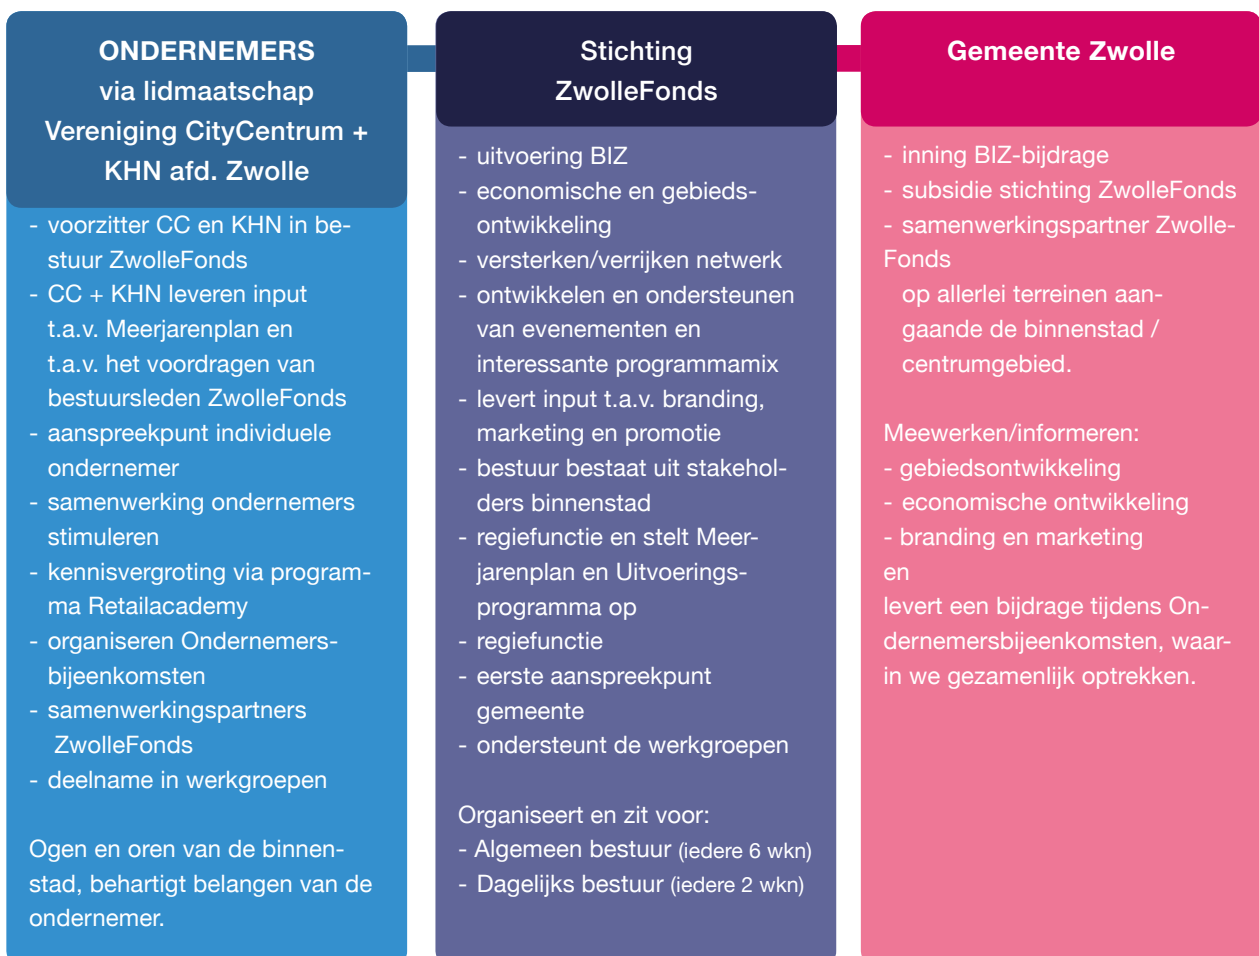 ONDERNEMERS
via lidmaatschap
Vereniging CityCentrum +
KHN afd. Zwolle
- voorzitter CC en KHN in be-
stuur ZwolleFonds
- CC + KHN leveren input
t.a.v. Meerjarenplan en
t.a.v. het voordragen van
bestuursleden ZwolleFonds
- aanspreekpunt individuele
ondernemer
- samenwerking ondernemers
stimuleren
- kennisvergroting via program-
ma Retailacademy
- organiseren Ondernemers-
bijeenkomsten
- samenwerkingspartners
ZwolleFonds
- deelname in werkgroepen
Ogen en oren van de binnen-
stad, behartigt belangen van de
ondernemer.
Stichting
ZwolleFonds
- uitvoering BIZ
- economische en gebieds-
ontwikkeling
- versterken/verrijken netwerk
- ontwikkelen en ondersteunen
van evenementen en
interessante programmamix
- levert input t.a.v. branding,
marketing en promotie
- bestuur bestaat uit stakehol-
ders binnenstad
- regiefunctie en stelt Meer-
jarenplan en Uitvoerings-
programma op
- regiefunctie
- eerste aanspreekpunt
gemeente
- ondersteunt de werkgroepen
Organiseert en zit voor:
- Algemeen bestuur (iedere 6 wkn)
- Dagelijks bestuur (iedere 2 wkn)
Gemeente Zwolle
- inning BIZ-bijdrage
- subsidie stichting ZwolleFonds
- samenwerkingspartner Zwolle-
Fonds
op allerlei terreinen aan-
gaande de binnenstad /
centrumgebied.
Meewerken/informeren:
- gebiedsontwikkeling
- economische ontwikkeling
- branding en marketing
en
levert een bijdrage tijdens On-
dernemersbijeenkomsten, waar-
in we gezamenlijk optrekken.